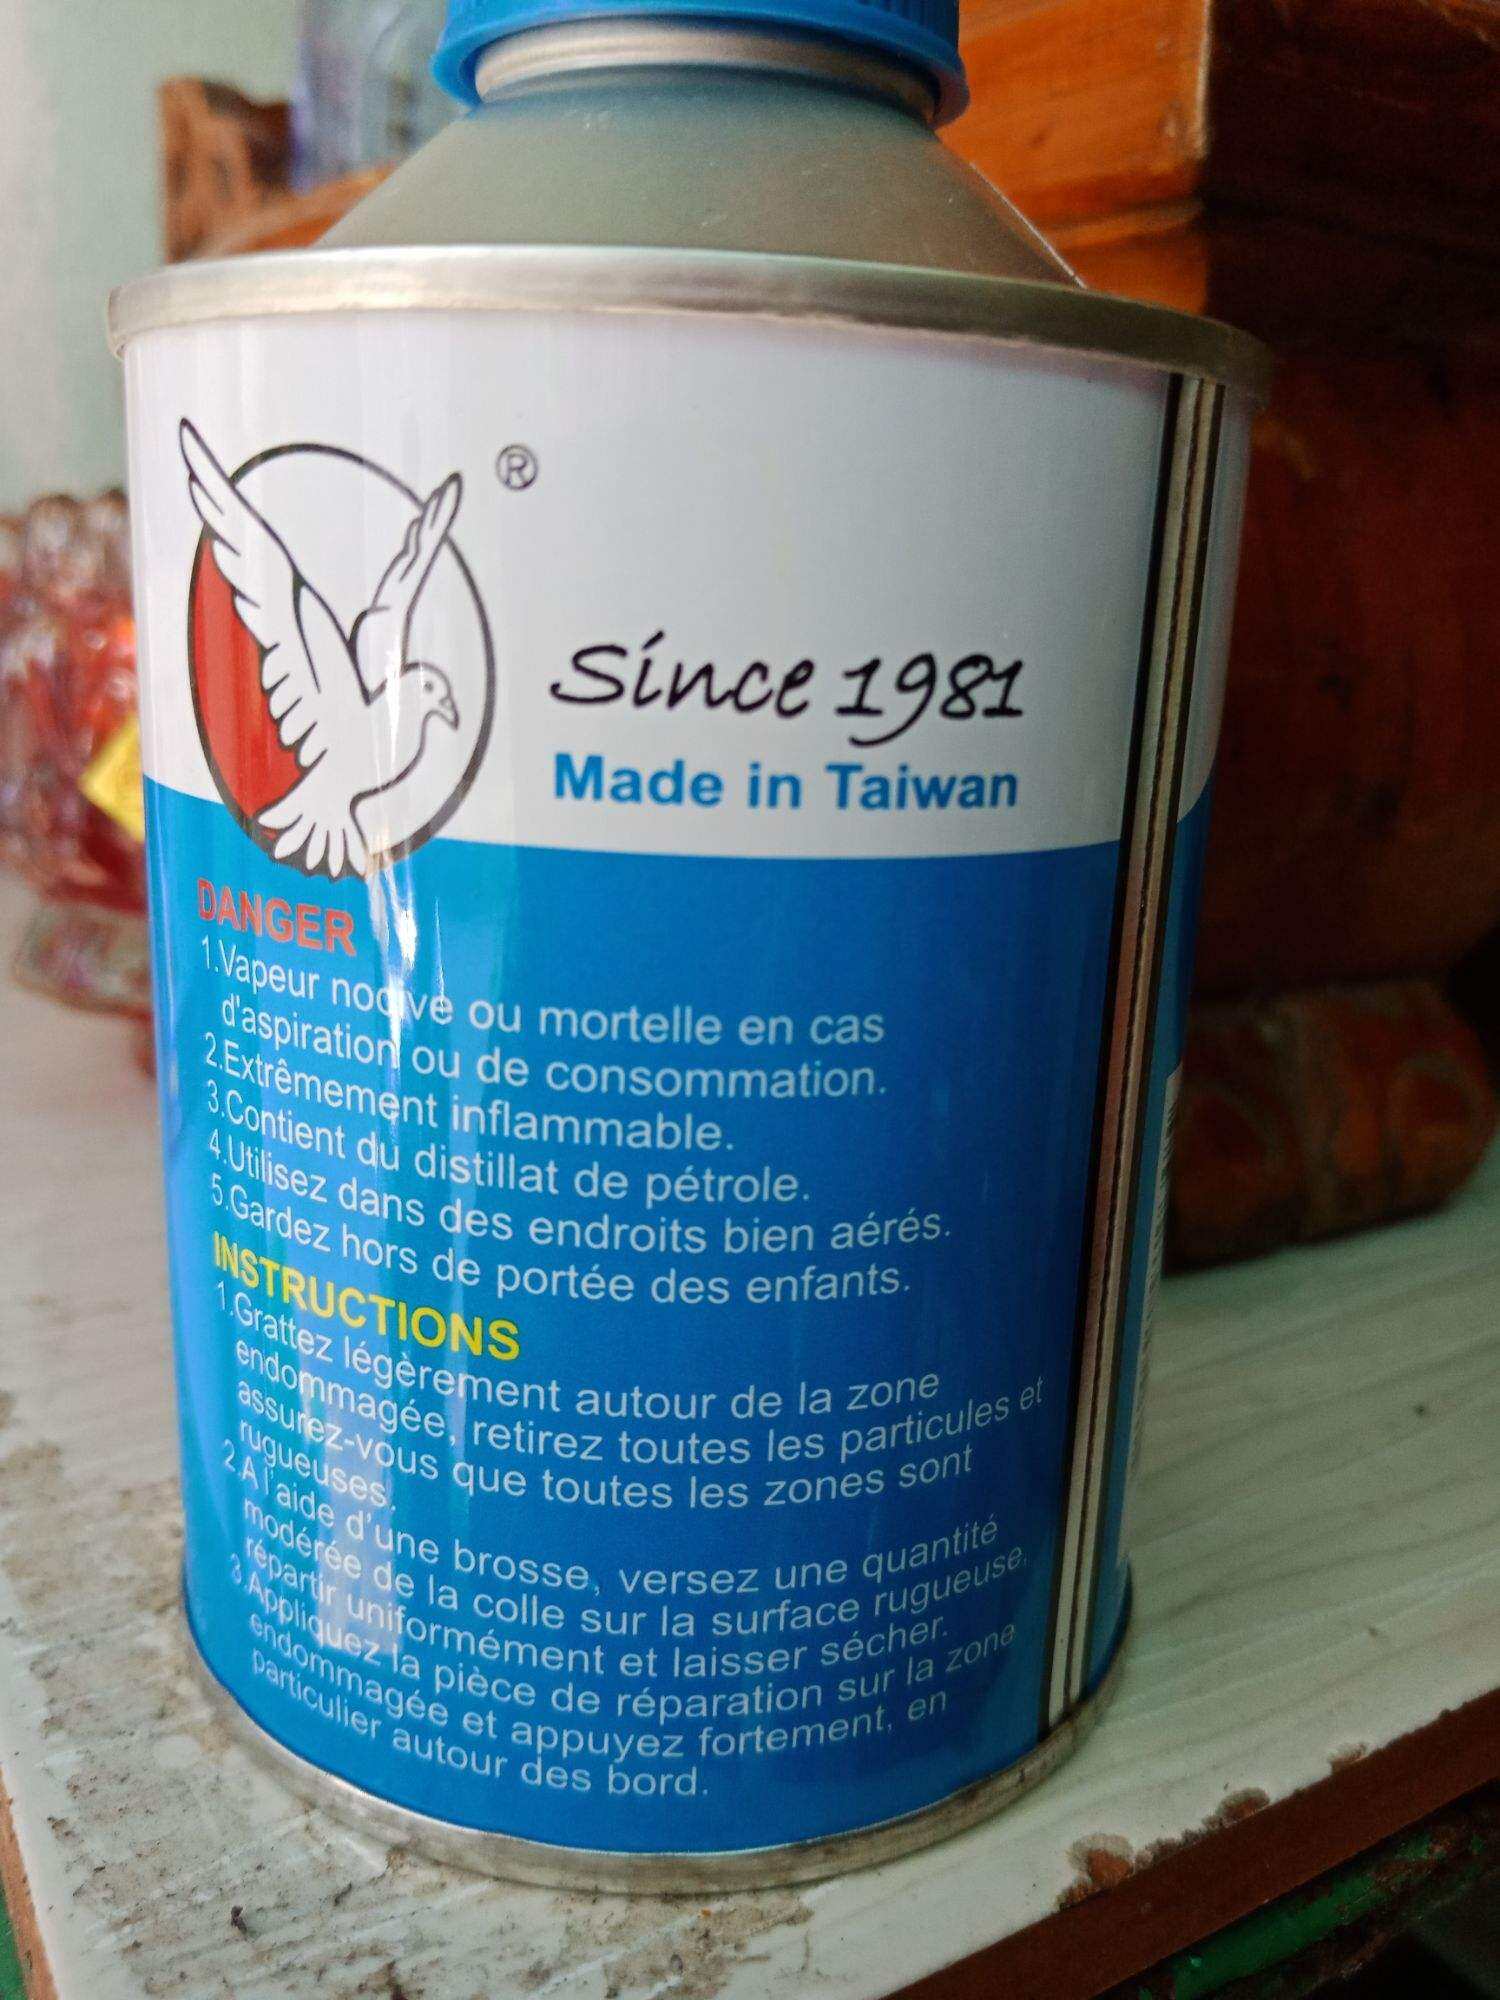 ®
Since 1981
Made in Taiwan
DANGER
1.Vapeur nocive ou mortelle en cas
d'aspiration ou de consommation.
2.Extrêmement inflammable.
3.Contient du distillat de pétrole.
4.Utilisez dans des endroits bien aérés.
5.Gardez hors de portée des enfants.
INSTRUCTIONS
1.Grattez légèrement autour de la zone
endommagée, retirez toutes les particules et
assurez-vous que toutes les zones sont
rugueuses.
2.A l'aide d'une brosse, versez une quantité
modérée de la colle sur la surface rugueuse,
répartir uniformément et laisser sécher.
3.Appliquez la pièce de réparation sur la zone
endommagée et appuyez fortement, en
particulier autour des bord.